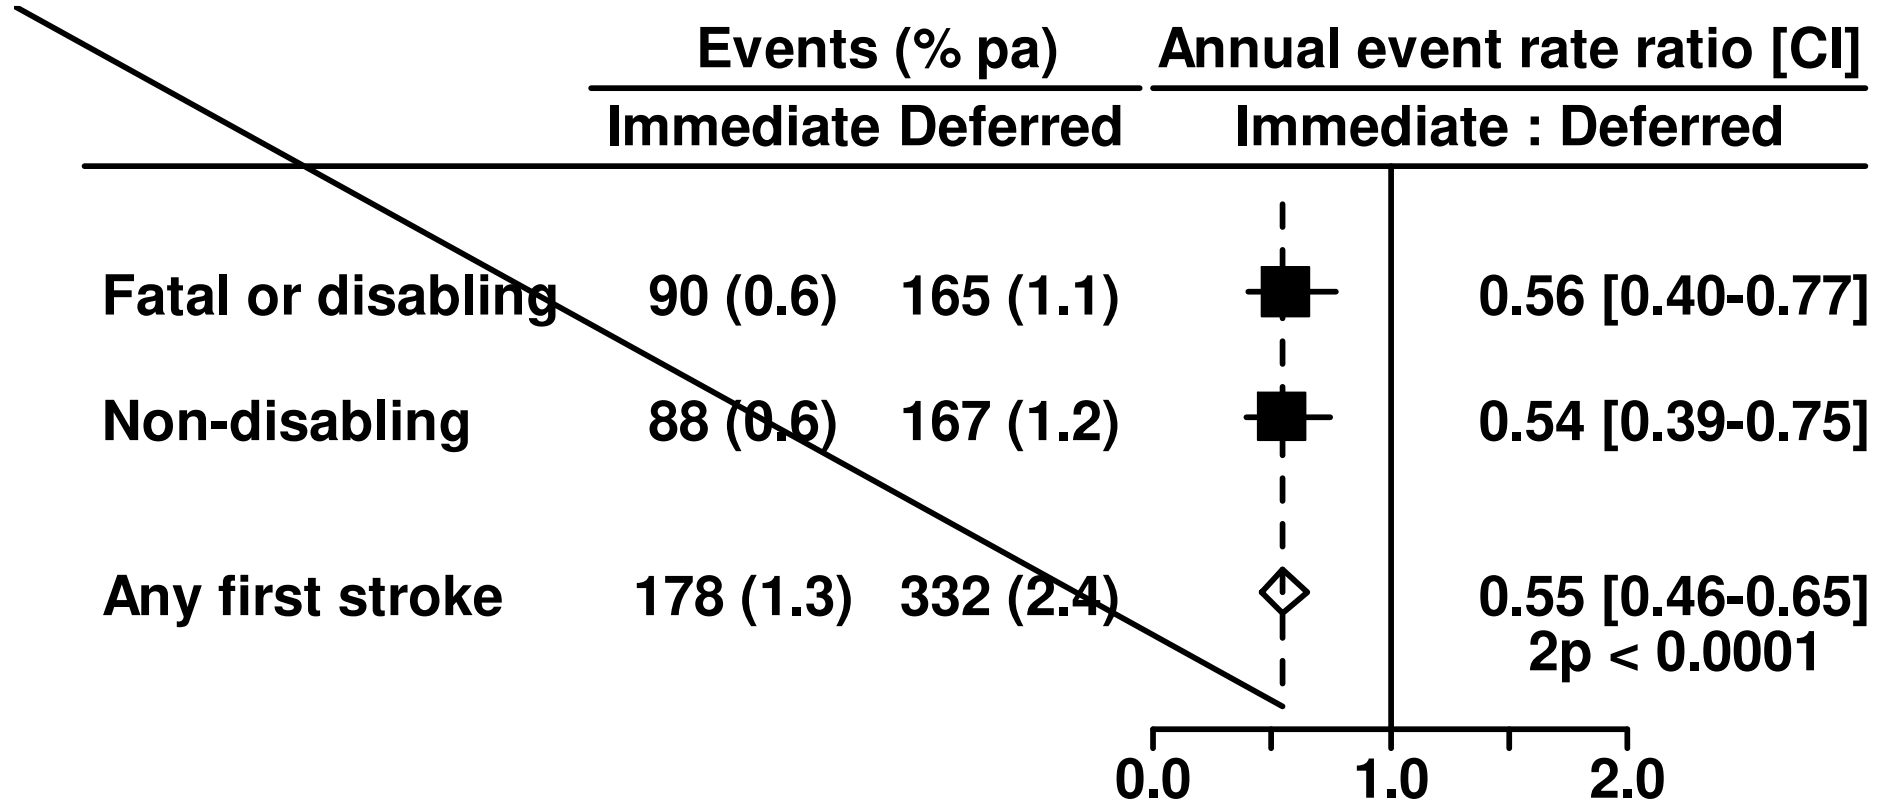 Events (% pa) Annual event rate ratio [CI]
Immediate Deferred Immediate : Deferred
Fatal or disabling 90 (0.6) 165 (1.1) 0.56 [0.40-0.77]
Non-disabling 88 (0.6) 167 (1.2) 0.54 [0.39-0.75]
Any first stroke 178 (1.3) 332 (2.4) 0.55 [0.46-0.65]
2p < 0.0001
0.0 1.0 2.0